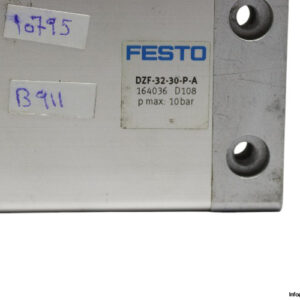 10795
B911
FESTO
DZF-32-30-P-A
164036 D108
p max: 10bar